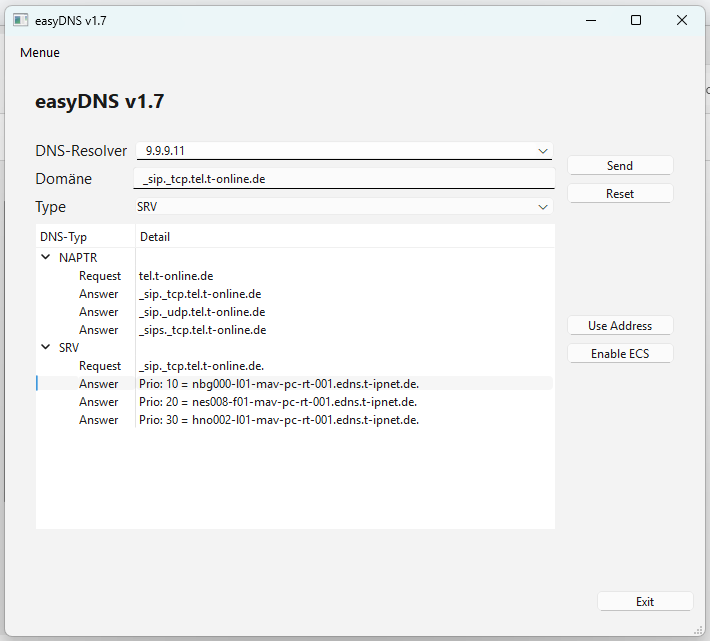 easyDNS v1.7
Menue
easyDNS v1.7
DNS-Resolver 9.9.9.11
Send
Domäne _sip._tcp.tel.t-online.de
Reset
Type SRV
DNS-Typ Detail
NAPTR
Request tel.t-online.de
Answer _sip._tcp.tel.t-online.de
Answer _sip._udp.tel.t-online.de
Use Address
Answer _sips._tcp.tel.t-online.de
SRV
Enable ECS
Request _sip._tcp.tel.t-online.de.
Answer Prio: 10 = nbg000-l01-mav-pc-rt-001.edns.t-ipnet.de.
Answer Prio: 20 = nes008-f01-mav-pc-rt-001.edns.t-ipnet.de.
Answer Prio: 30 = hno002-l01-mav-pc-rt-001.edns.t-ipnet.de.
Exit